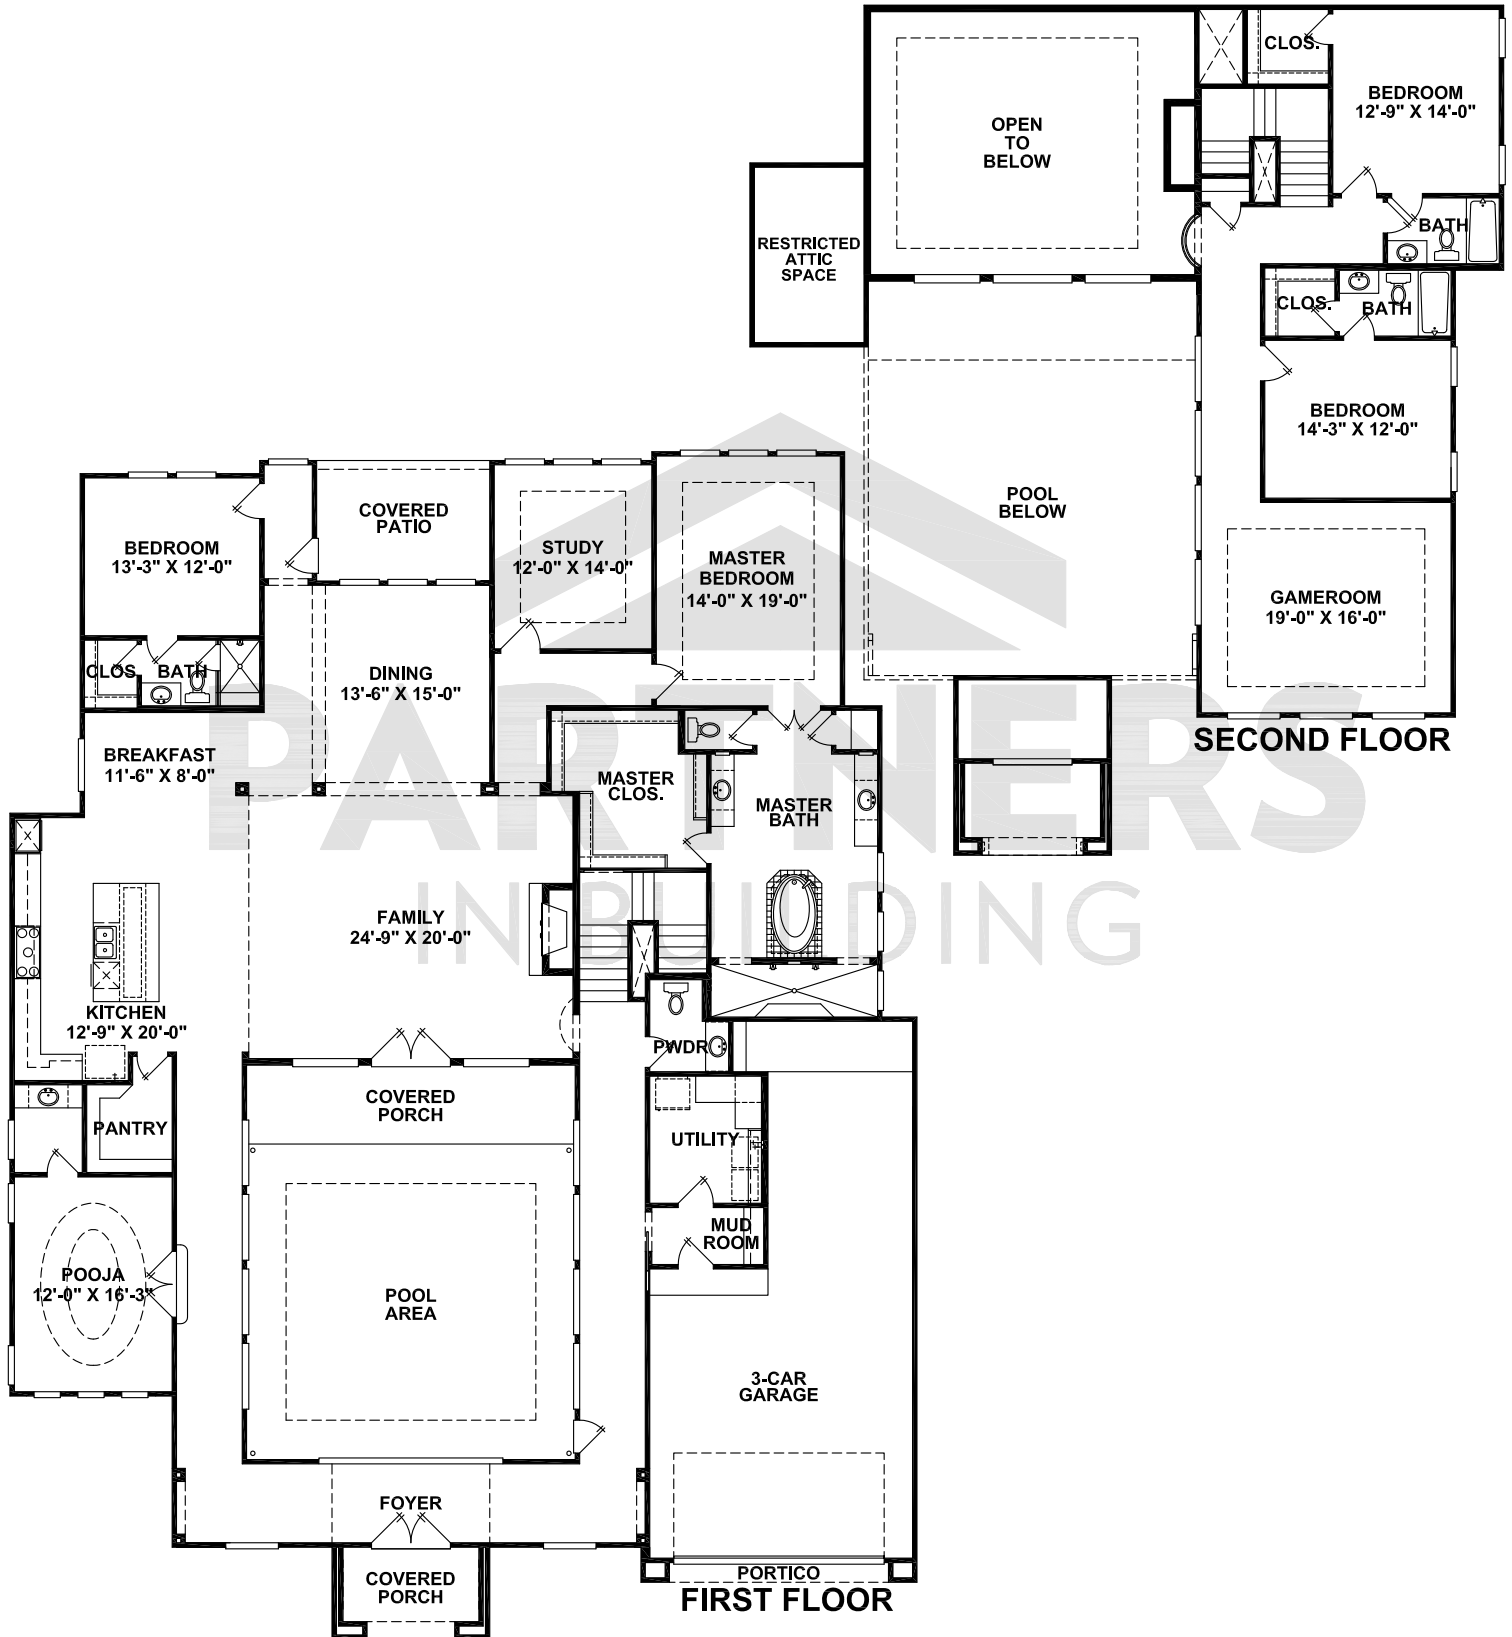 CLOS.
BEDROOM
12'-9" X 14'-0"
OPEN
TO
BELOW
BATH
RESTRICTED
ATTIC
SPACE
CLOS.
BATH
BEDROOM
14'-3" X 12'-0"
POOL
BELOW
GAMEROOM
19'-0" X 16'-0"
SECOND FLOOR
COVERED
PATIO
BEDROOM
13'-3" X 12'-0"
STUDY
12'-0" X 14'-0"
MASTER
BEDROOM
14'-0" X 19'-0"
CLOS.
BATH
DINING
13'-6" X 15'-0"
PARTNERS
IN BUILDING
BREAKFAST
11'-6" X 8'-0"
MASTER
CLOS.
MASTER
BATH
FAMILY
24'-9" X 20'-0"
KITCHEN
12'-9" X 20'-0"
PWDR
COVERED
PORCH
PANTRY
UTILITY
MUD
ROOM
POOJA
12'-0" X 16'-3"
POOL
AREA
3-CAR
GARAGE
FOYER
COVERED
PORCH
PORTICO
FIRST FLOOR